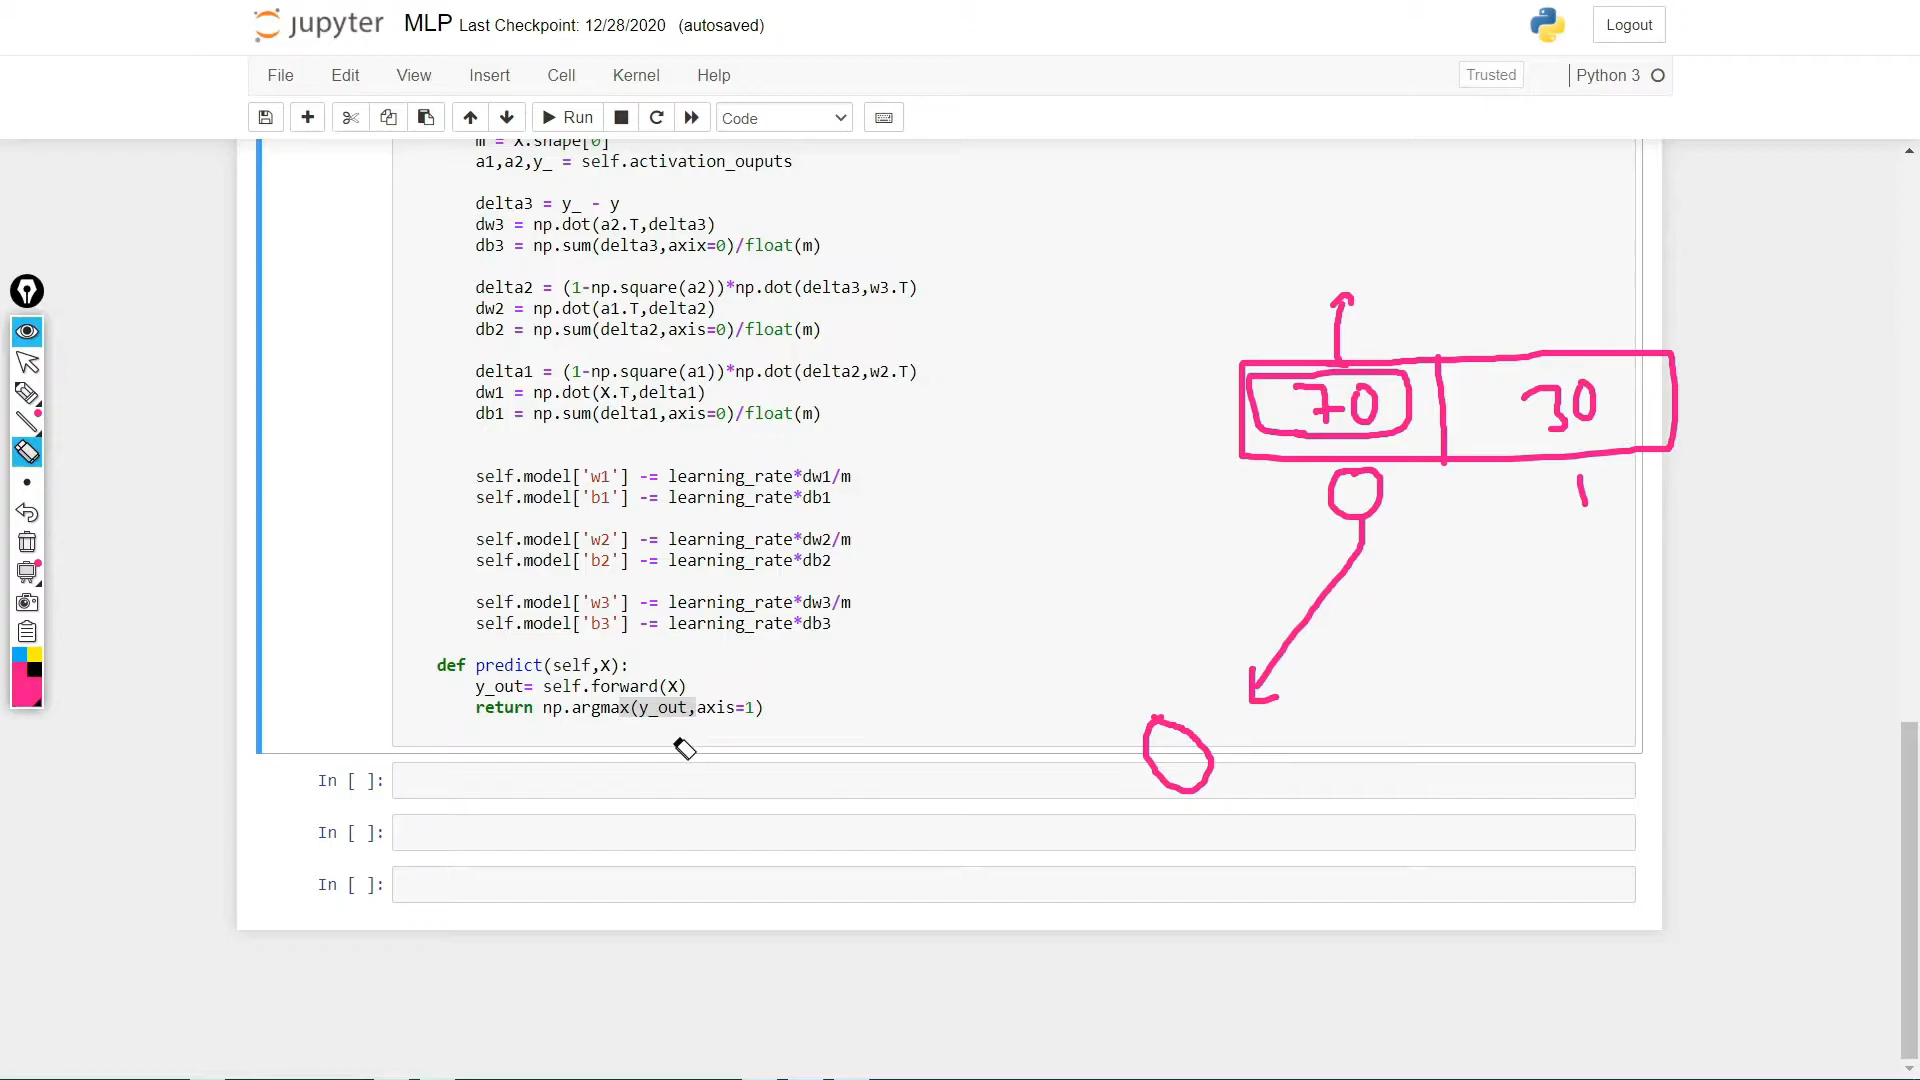 jupyter MLP Last Checkpoint: 12/28/2020 (autosaved)
Logout
File Edit View Insert Cell Kernel Help
Trusted
Python 3
Run
Code
m = X.shape[0]
a1,a2,y_ = self.activation_ouputs
delta3 = y_ - y
dw3 = np.dot(a2.T,delta3)
db3 = np.sum(delta3,axix=0)/float(m)
delta2 = (1-np.square(a2))*np.dot(delta3,w3.T)
dw2 = np.dot(a1.T,delta2)
db2 = np.sum(delta2,axis=0)/float(m)
delta1 = (1-np.square(a1))*np.dot(delta2,w2.T)
dw1 = np.dot(X.T,delta1)
db1 = np.sum(delta1,axis=0)/float(m)
self.model['w1'] -= learning_rate*dw1/m
self.model['b1'] -= learning_rate*db1
self.model['w2'] -= learning_rate*dw2/m
self.model['b2'] -= learning_rate*db2
self.model['w3'] -= learning_rate*dw3/m
self.model['b3'] -= learning_rate*db3
def predict(self,X):
y_out= self.forward(X)
return np.argmax(y_out,axis=1)
70 30
0 1
0
In [ ]:
In [ ]:
In [ ]: